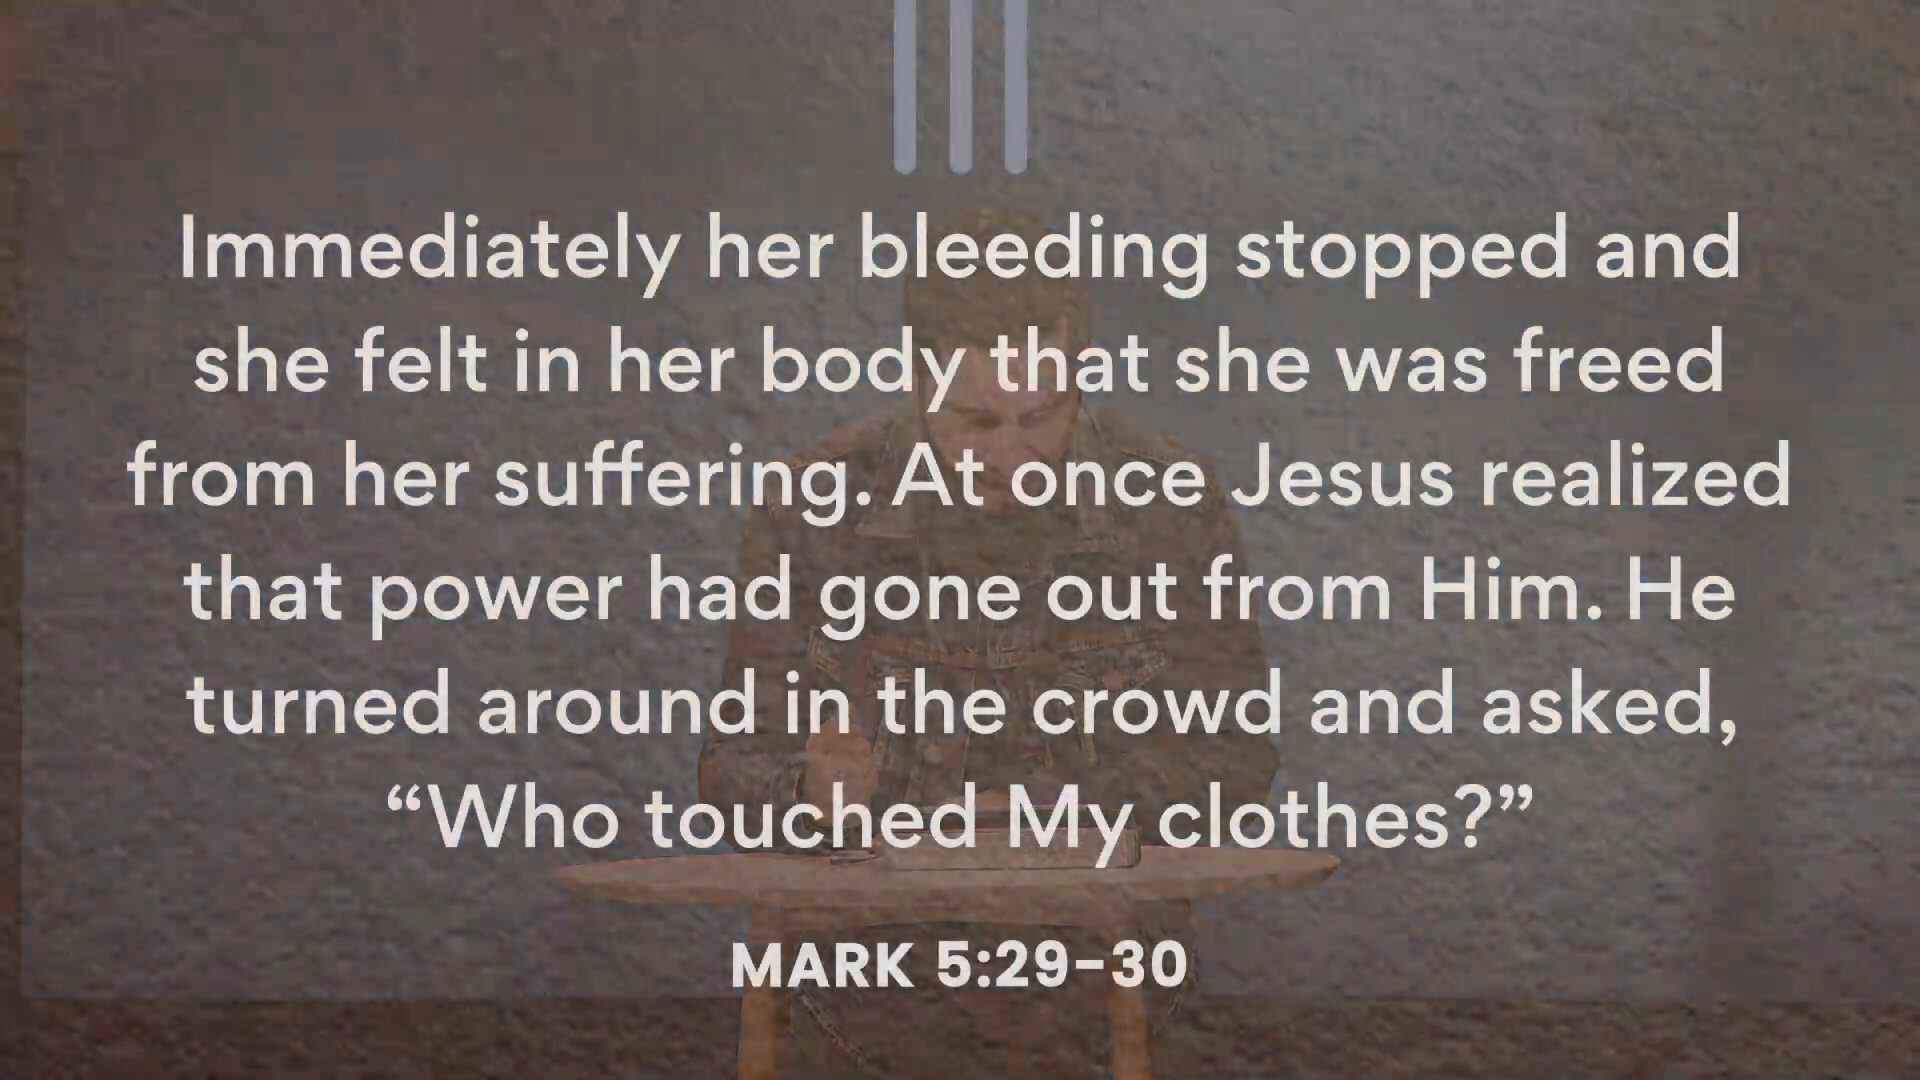 Immediately her bleeding stopped and
she felt in her body that she was freed
from her suffering. At once Jesus realized
that power had gone out from Him. He
turned around in the crowd and asked,
“Who touched My clothes?”
MARK 5:29-30